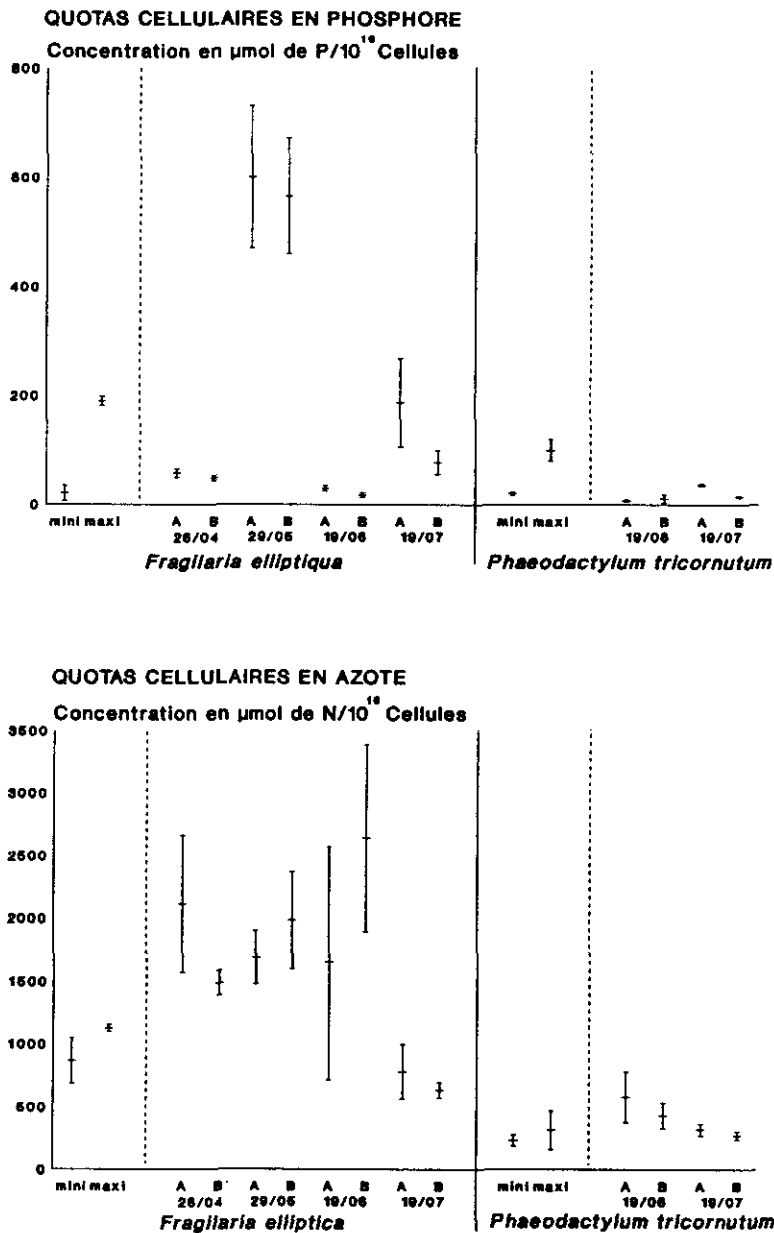 QUOTAS CELLULAIRES EN PHOSPHORE
Concentration en µmol de P/10¹⁰ Cellules
800
600
400
200
0
mini maxi A B A B A B A B mini maxi A B A B
26/04 29/05 19/06 19/07 19/06 19/07
Fragilaria elliptiqua Phaeodactylum tricornutum
QUOTAS CELLULAIRES EN AZOTE
Concentration en µmol de N/10¹⁰ Cellules
3500
3000
2500
2000
1500
1000
500
0
mini maxi A B A B A B A B mini maxi A B A B
26/04 29/05 19/06 19/07 19/06 19/07
Fragilaria elliptica Phaeodactylum tricornutum